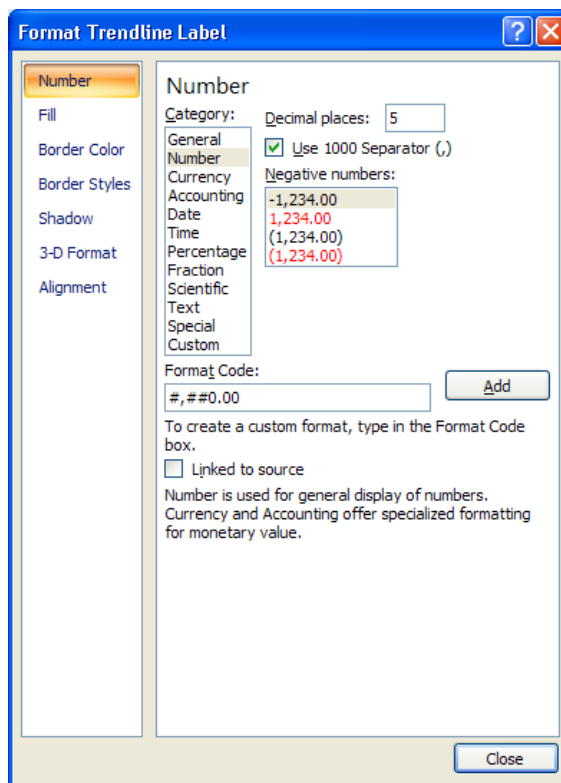 Format Trendline Label
Number
Fill
Border Color
Border Styles
Shadow
3-D Format
Alignment
Number
Category:
General
Number
Currency
Accounting
Date
Time
Percentage
Fraction
Scientific
Text
Special
Custom
Decimal places: 5
Use 1000 Separator (,)
Negative numbers:
-1,234.00
1,234.00
(1,234.00)
(1,234.00)
Format Code:
#,##0.00
Add
To create a custom format, type in the Format Code
box.
Linked to source
Number is used for general display of numbers.
Currency and Accounting offer specialized formatting
for monetary value.
Close